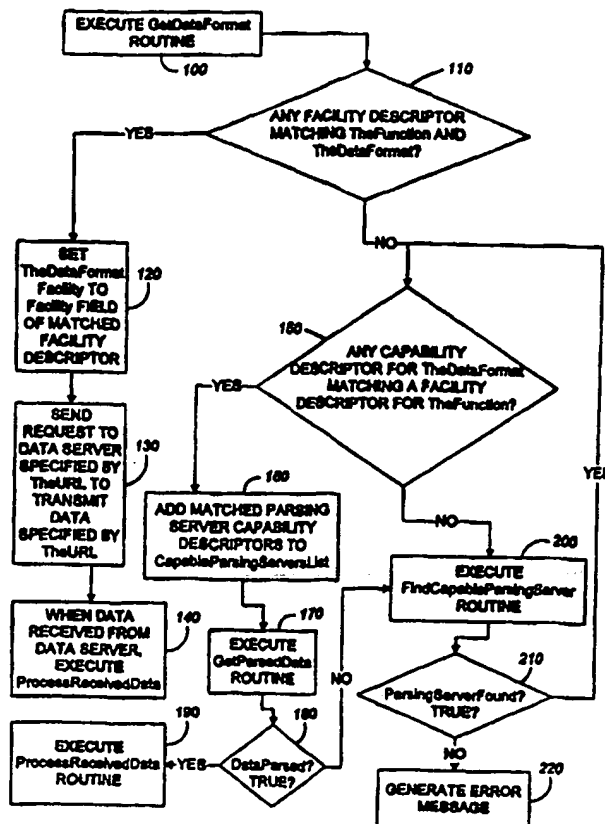 EXECUTE GetDataFormat
ROUTINE
100
110
ANY FACILITY DESCRIPTOR
MATCHING TheFunction AND
TheDataFormat?
YES
NO
SET
TheDataFormat
Facility TO
Facility FIELD
OF MATCHED
FACILITY
DESCRIPTOR
120
150
ANY CAPABILITY
DESCRIPTOR FOR TheDataFormat
MATCHING A FACILITY
DESCRIPTOR FOR TheFunction?
YES
NO
YES
SEND
REQUEST TO
DATA SERVER
SPECIFIED BY
TheURL TO
TRANSMIT
DATA
SPECIFIED BY
TheURL
130
160
ADD MATCHED PARSING
SERVER CAPABILITY
DESCRIPTORS TO
CapableParsingServersList
200
EXECUTE
FindCapableParsingServer
ROUTINE
WHEN DATA
RECEIVED FROM
DATA SERVER,
EXECUTE
ProcessReceivedData
140
170
EXECUTE
GetParsedData
ROUTINE
NO
210
ParsingServerFound?
TRUE?
NO
190
EXECUTE
ProcessReceivedData
ROUTINE
YES
180
DataParsed?
TRUE?
220
GENERATE ERROR
MESSAGE